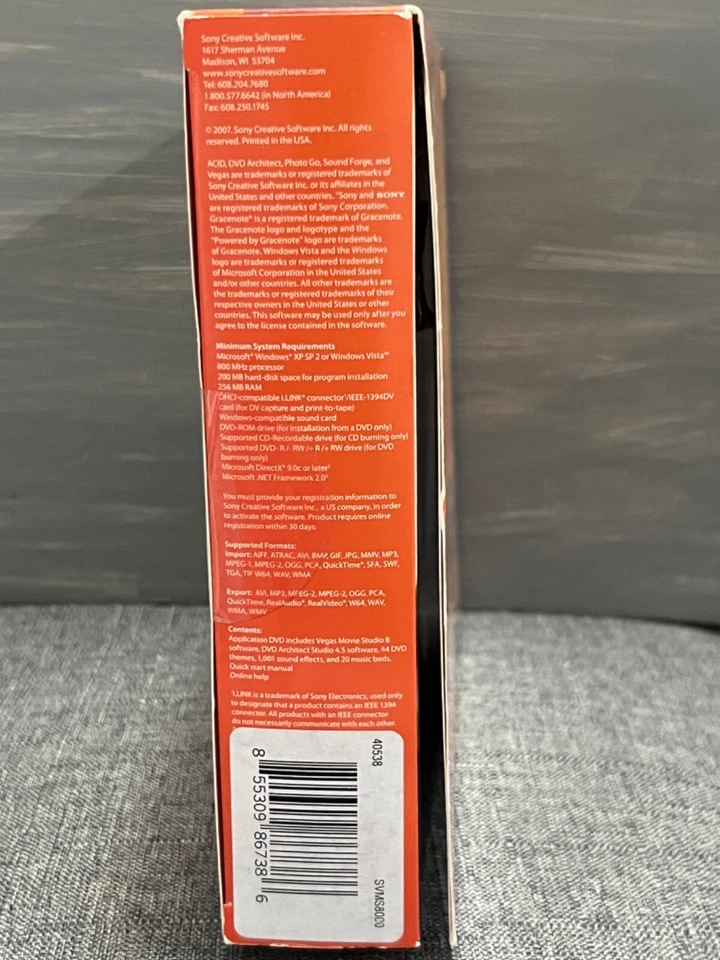 Sony Creative Software Inc.
1617 Sherman Avenue
Madison, WI 53704
www.sonycreativesoftware.com
Tel: 608.204.7680
1.800.577.6642 (in North America)
Fax: 608.250.1745
© 2007. Sony Creative Software Inc. All rights
reserved. Printed in the USA.
ACID, DVD Architect, Photo Go, Sound Forge, and
Vegas are trademarks or registered trademarks of
Sony Creative Software Inc. or its affiliates in the
United States and other countries. "Sony and SONY
are registered trademarks of Sony Corporation.
Gracenote® is a registered trademark of Gracenote.
The Gracenote logo and logotype and the
"Powered by Gracenote" logo are trademarks
of Gracenote. Windows Vista and the Windows
logo are trademarks or registered trademarks
of Microsoft Corporation in the United States
and/or other countries. All other trademarks are
the trademarks or registered trademarks of their
respective owners in the United States or other
countries. This software may be used only after you
agree to the license contained in the software.
Minimum System Requirements
Microsoft® Windows® XP SP 2 or Windows Vista™
800 MHz processor
200 MB hard-disk space for program installation
256 MB RAM
OHCI-compatible i.LINK® connector¹/IEEE-1394DV
card (for DV capture and print-to-tape)
Windows-compatible sound card
DVD-ROM drive (for installation from a DVD only)
Supported CD-Recordable drive (for CD burning only)
Supported DVD- R/- RW /+ R /+ RW drive (for DVD
burning only)
Microsoft DirectX® 9.0c or later²
Microsoft .NET Framework 2.0²
You must provide your registration information to
Sony Creative Software Inc., a US company, in order
to activate the software. Product requires online
registration within 30 days.
Supported Formats:
Import: AIFF, ATRAC, AVI, BMP, GIF, JPG, MMV, MP3,
MPEG-1, MPEG-2, OGG, PCA, QuickTime®, SFA, SWF,
TGA, TIF W64, WAV, WMA
Export: AVI, MP3, MPEG-2, MPEG-2, OGG, PCA,
QuickTime, RealAudio®, RealVideo®, W64, WAV,
WMA, WMV
Contents:
Application DVD includes Vegas Movie Studio 8
software, DVD Architect Studio 4.5 software, 44 DVD
themes, 1,001 sound effects, and 20 music beds.
Quick start manual
Online help
¹i.LINK is a trademark of Sony Electronics, used only
to designate that a product contains an IEEE 1394
connector. All products with an IEEE connector
do not necessarily communicate with each other.
40538
SVMS8000
8 55309 86738 6